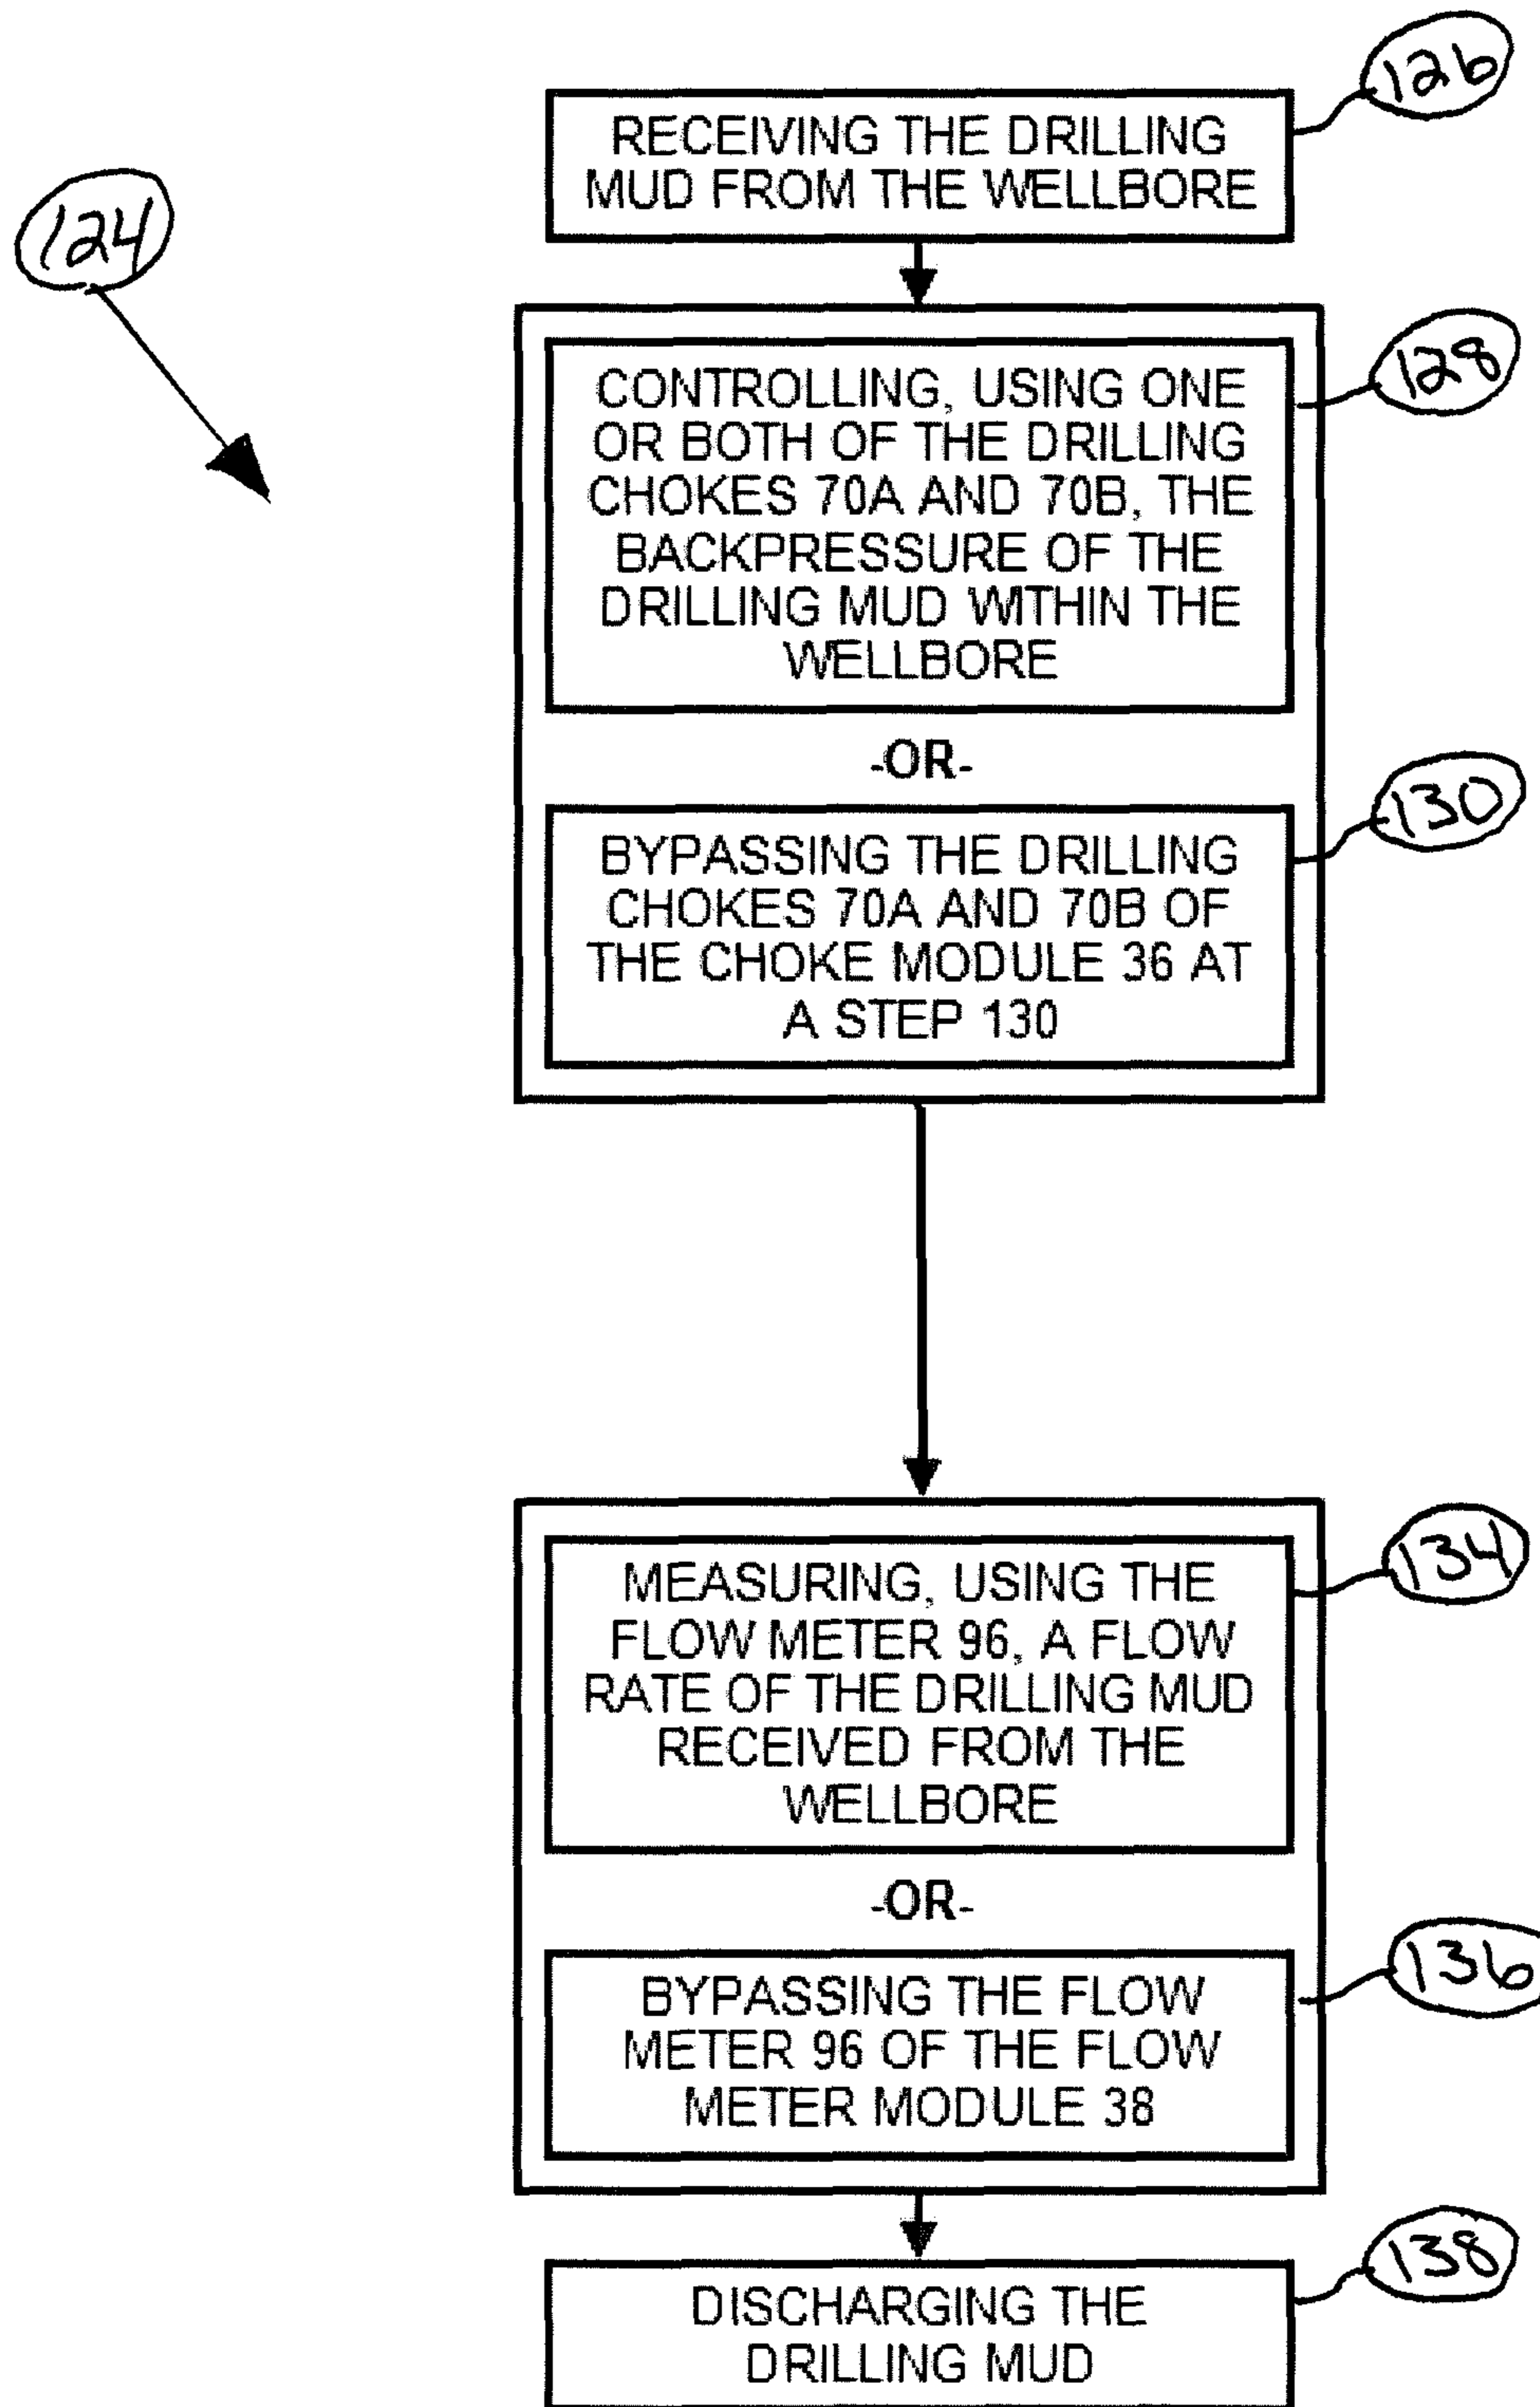 126
RECEIVING THE DRILLING
MUD FROM THE WELLBORE
124
128
CONTROLLING, USING ONE
OR BOTH OF THE DRILLING
CHOKES 70A AND 70B, THE
BACKPRESSURE OF THE
DRILLING MUD WITHIN THE
WELLBORE
-OR-
130
BYPASSING THE DRILLING
CHOKES 70A AND 70B OF
THE CHOKE MODULE 36 AT
A STEP 130
134
MEASURING, USING THE
FLOW METER 96, A FLOW
RATE OF THE DRILLING MUD
RECEIVED FROM THE
WELLBORE
-OR-
136
BYPASSING THE FLOW
METER 96 OF THE FLOW
METER MODULE 38
138
DISCHARGING THE
DRILLING MUD